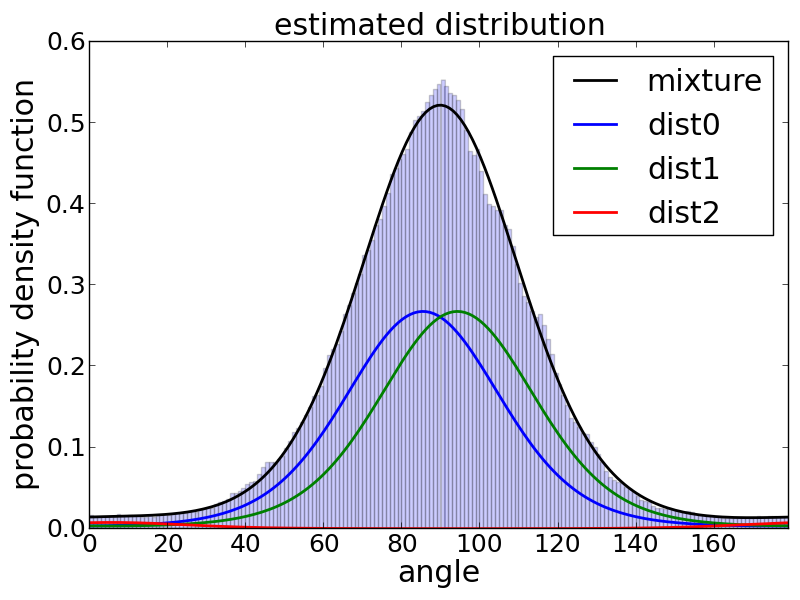 estimated distribution
probability density function
0.6
0.5
0.4
0.3
0.2
0.1
0.0
mixture
dist0
dist1
dist2
0 20 40 60 80 100 120 140 160
angle